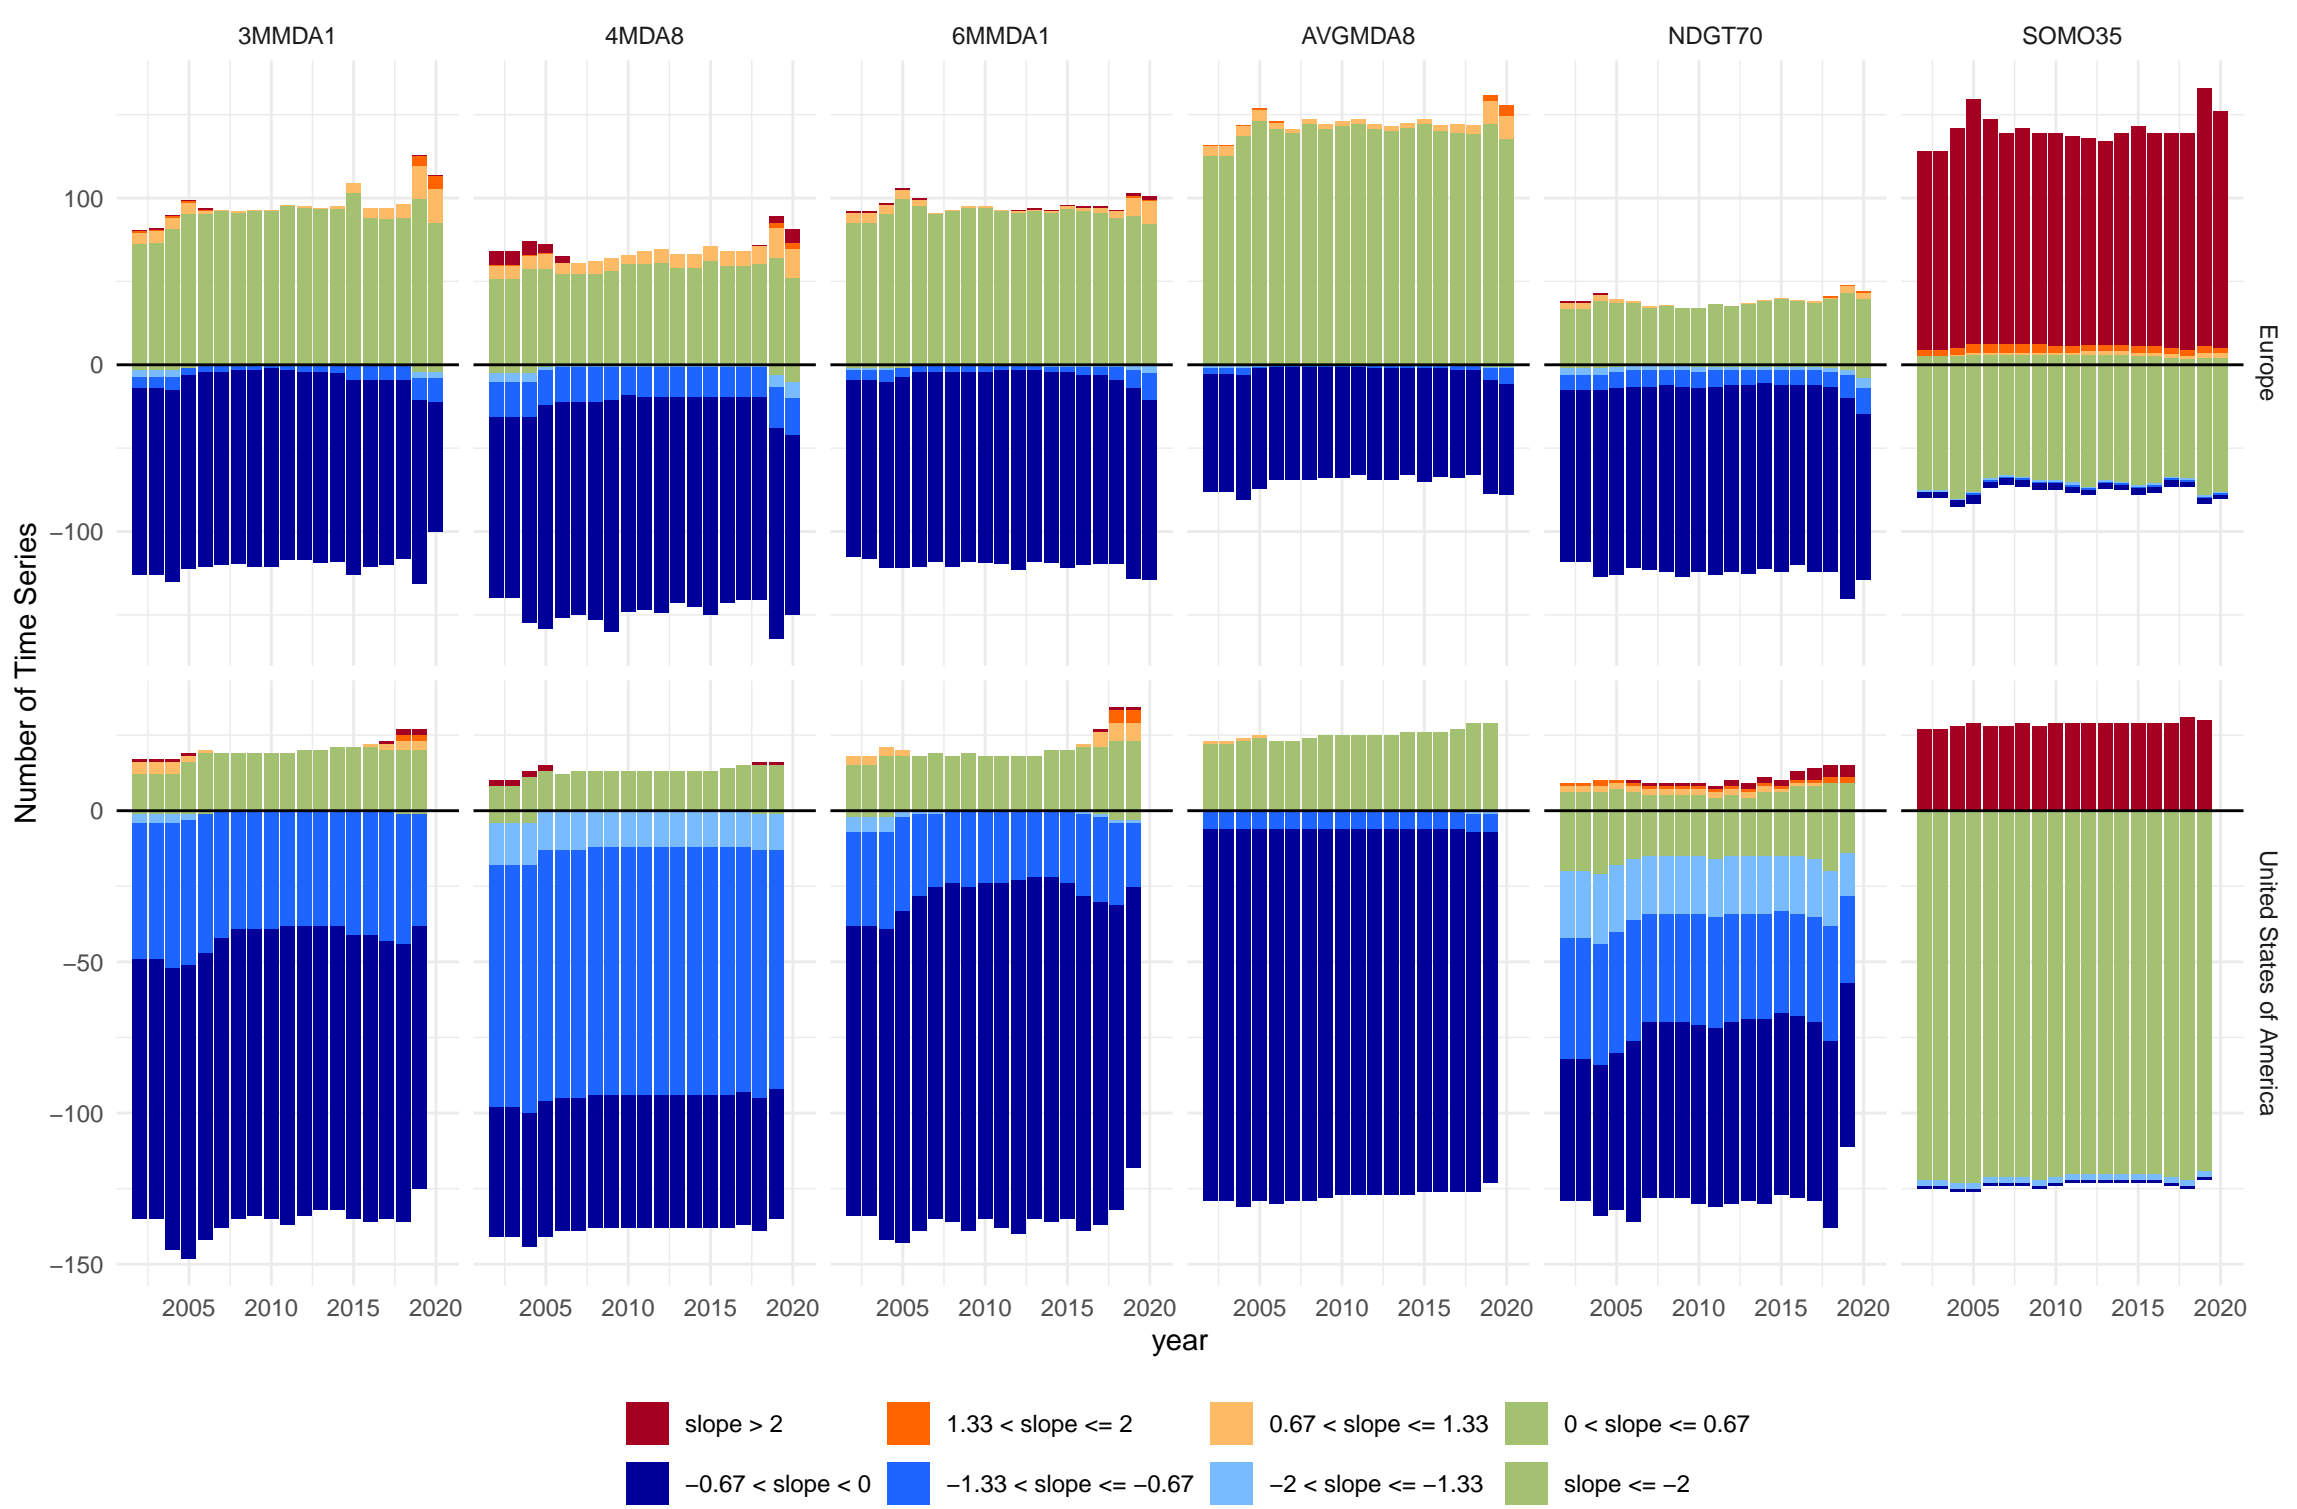 3MMDA1 4MDA8 6MMDA1 AVGMDA8 NDGT70 SOMO35
Number of Time Series
100
0
−100
Europe
0
−50
−100
−150
United States of America
2005 2010 2015 2020 2005 2010 2015 2020 2005 2010 2015 2020 2005 2010 2015 2020 2005 2010 2015 2020 2005 2010 2015 2020
year
slope > 2 1.33 < slope <= 2 0.67 < slope <= 1.33 0 < slope <= 0.67
−0.67 < slope < 0 −1.33 < slope <= −0.67 −2 < slope <= −1.33 slope <= −2